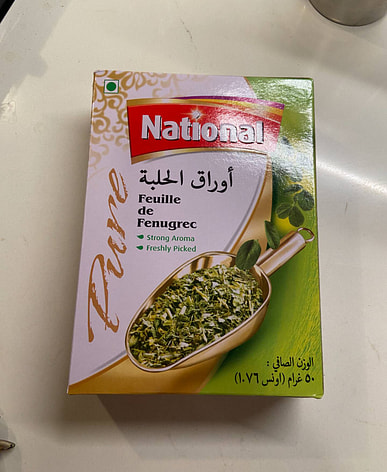 National
أوراق الحلبة
Feuille
de
Fenugrec
Strong Aroma
Freshly Picked
Pure
الوزن الصافي :
٥٠ غرام (اونس ١.٧٦)